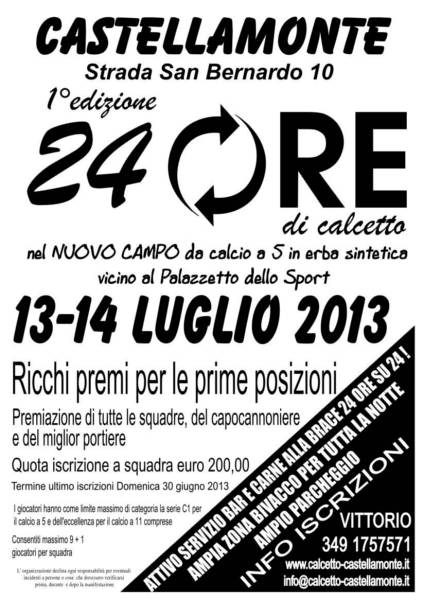 CASTELLAMONTE
Strada San Bernardo 10
1° edizione
24 ORE
di calcetto
nel NUOVO CAMPO da calcio a 5 in erba sintetica
vicino al Palazzetto dello Sport
13-14 LUGLIO 2013
Ricchi premi per le prime posizioni
Premiazione di tutte le squadre, del capocannoniere
e del miglior portiere
Quota iscrizione a squadra euro 200,00
Termine ultimo iscrizioni Domenica 30 giugno 2013
I giocatori hanno come limite massimo di categoria la serie C1 per
il calcio a 5 e dell'eccellenza per il calcio a 11 comprese
Consentiti massimo 9 + 1
giocatori per squadra
L' organizzazione declina ogni responsabilità per eventuali
incidenti a persone e cose che dovessero verificarsi
prima, durante e dopo la manifestazione
ATTIVO SERVIZIO BAR E CARNE ALLA BRACE 24 ORE SU 24 !
AMPIA ZONA BIVACCO PER TUTTA LA NOTTE
AMPIO PARCHEGGIO
INFO ISCRIZIONI
VITTORIO
349 1757571
www.calcetto-castellamonte.it
info@calcetto-castellamonte.it